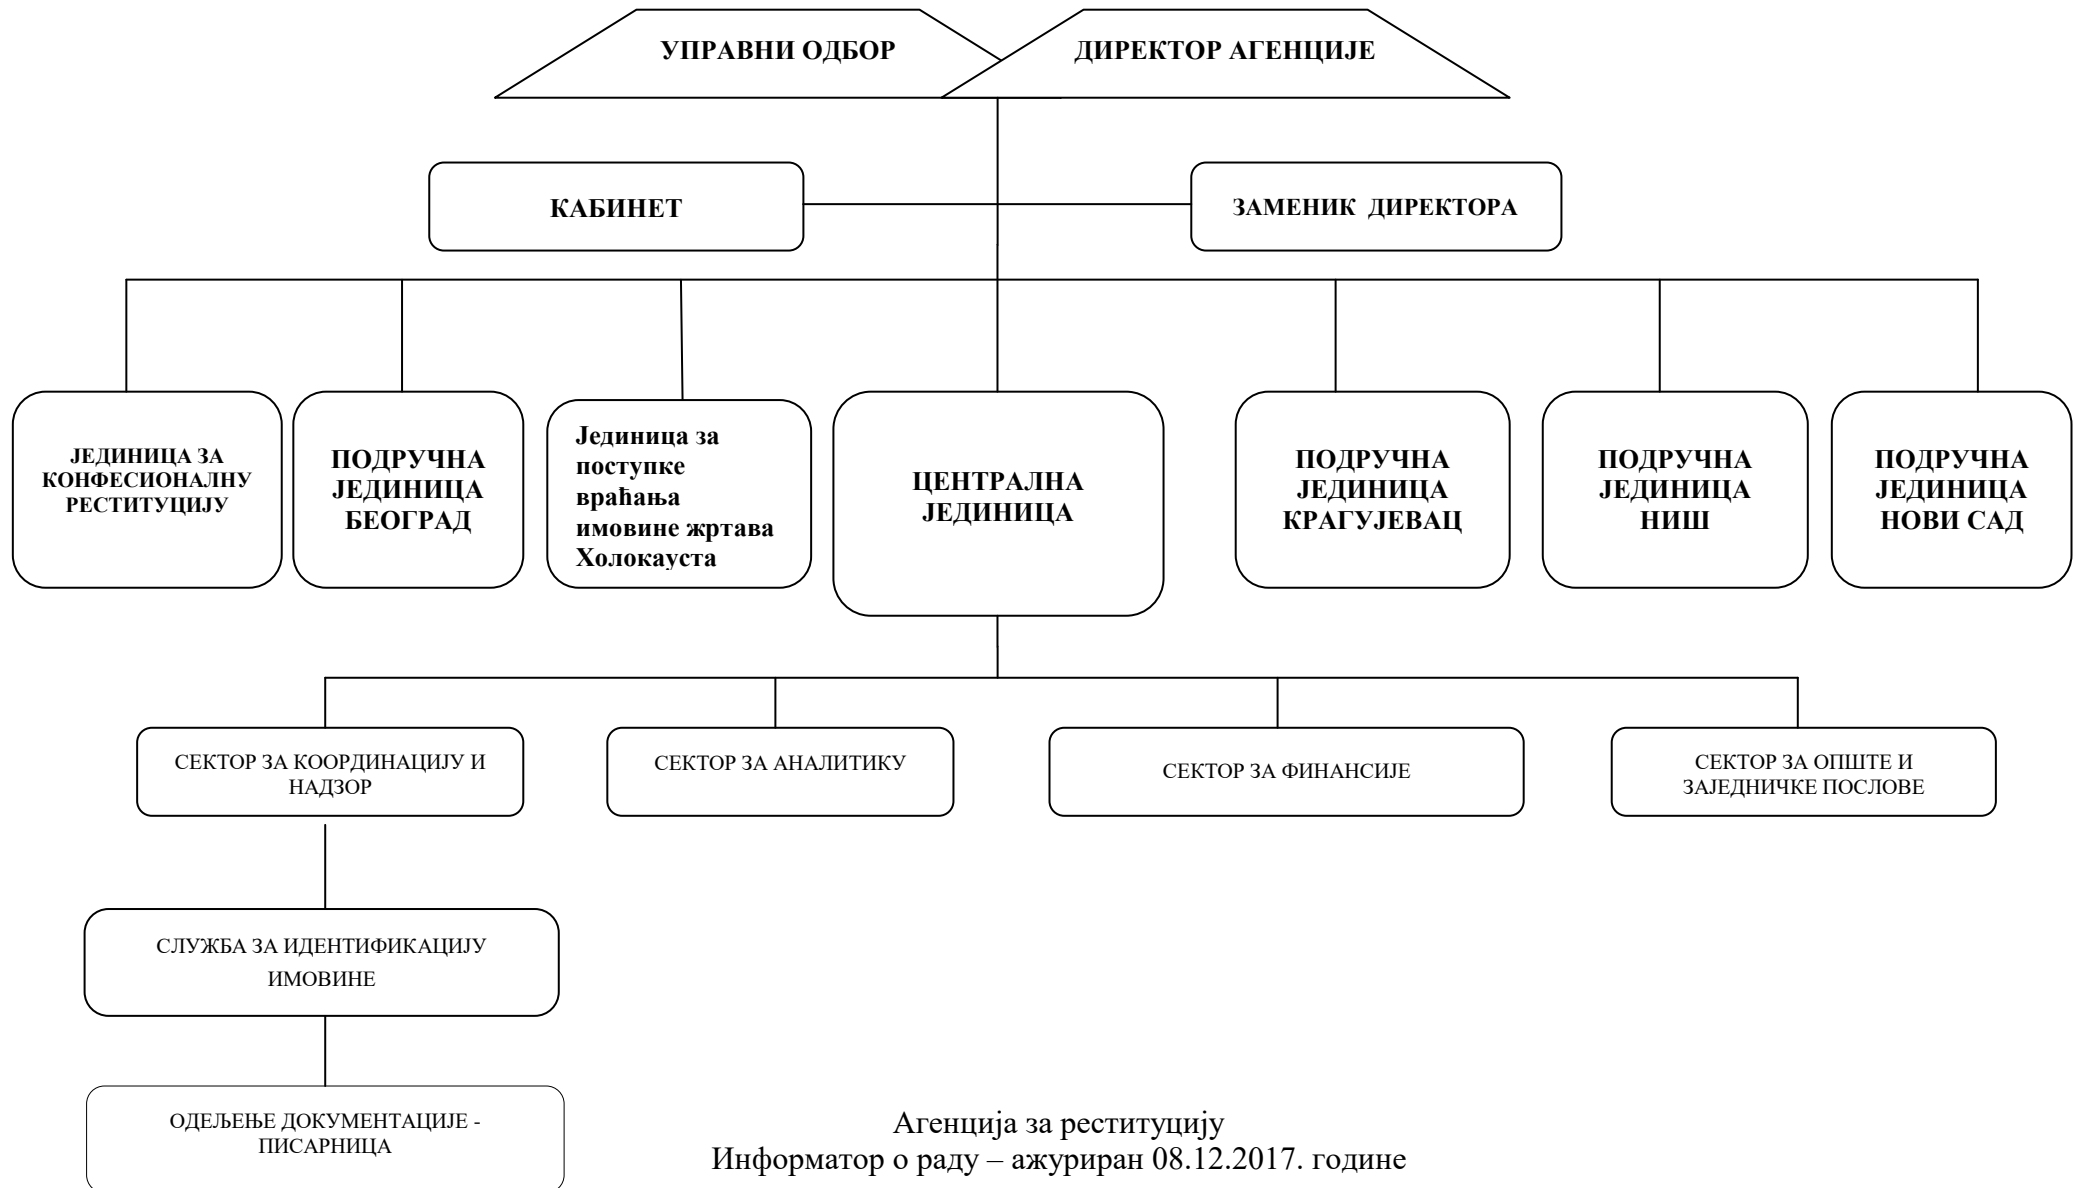 УПРАВНИ ОДБОР
ДИРЕКТОР АГЕНЦИЈЕ
КАБИНЕТ
ЗАМЕНИК ДИРЕКТОРА
ЈЕДИНИЦА ЗА
КОНФЕСИОНАЛНУ
РЕСТИТУЦИЈУ
ПОДРУЧНА
ЈЕДИНИЦА
БЕОГРАД
Јединица за
поступке
враћања
имовине жртава
Холокауста
ЦЕНТРАЛНА
ЈЕДИНИЦА
ПОДРУЧНА
ЈЕДИНИЦА
КРАГУЈЕВАЦ
ПОДРУЧНА
ЈЕДИНИЦА
НИШ
ПОДРУЧНА
ЈЕДИНИЦА
НОВИ САД
СЕКТОР ЗА КООРДИНАЦИЈУ И
НАДЗОР
СЕКТОР ЗА АНАЛИТИКУ
СЕКТОР ЗА ФИНАНСИЈЕ
СЕКТОР ЗА ОПШТЕ И
ЗАЈЕДНИЧКЕ ПОСЛОВЕ
СЛУЖБА ЗА ИДЕНТИФИКАЦИЈУ
ИМОВИНЕ
ОДЕЉЕЊЕ ДОКУМЕНТАЦИЈЕ -
ПИСАРНИЦА
Агенција за реституцију
Информатор о раду – ажуриран 08.12.2017. године